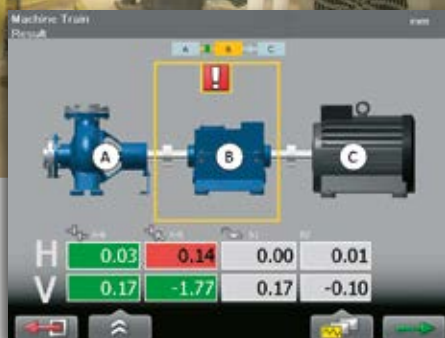 Machine Train mm
Result
A B C
!
A B C
H 0.03 0.14 0.00 0.01
V 0.17 -1.77 0.17 -0.10